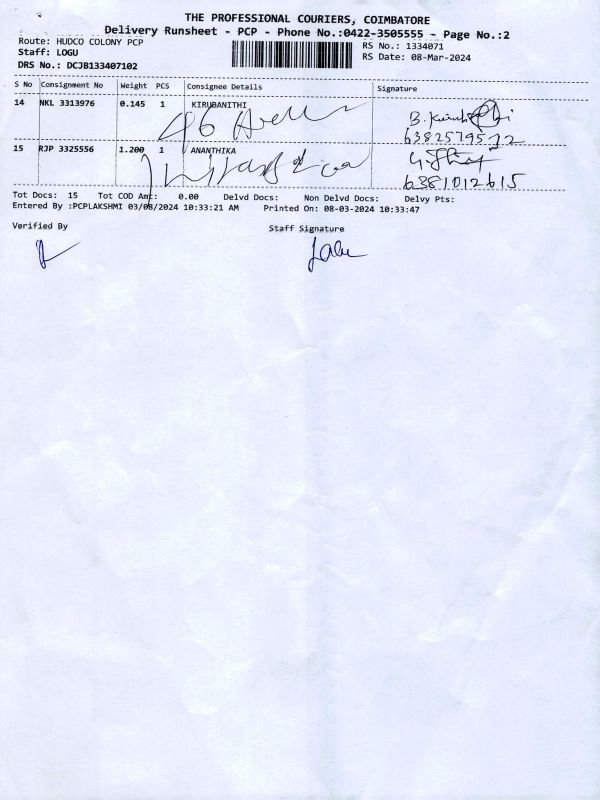 THE PROFESSIONAL COURIERS, COIMBATORE
Delivery Runsheet - PCP - Phone No.:0422-3505555 - Page No.:2
Route: HUDCO COLONY PCP
Staff: LOGU
DRS No.: DCJB133407102
RS No.: 1334071
RS Date: 08-Mar-2024
S No Consignment No Weight PCS Consignee Details Signature
14 NKL 3313976 0.145 1 KIRUBANITHI
46
6382579572
15 RJP 3325556 1.200 1 ANANTHIKA
6381012615
Tot Docs: 15 Tot COD Amt: 0.00 Delvd Docs: Non Delvd Docs: Delvy Pts:
Entered By :PCPLAKSHMI 03/08/2024 10:33:21 AM Printed On: 08-03-2024 10:33:47
Verified By Staff Signature